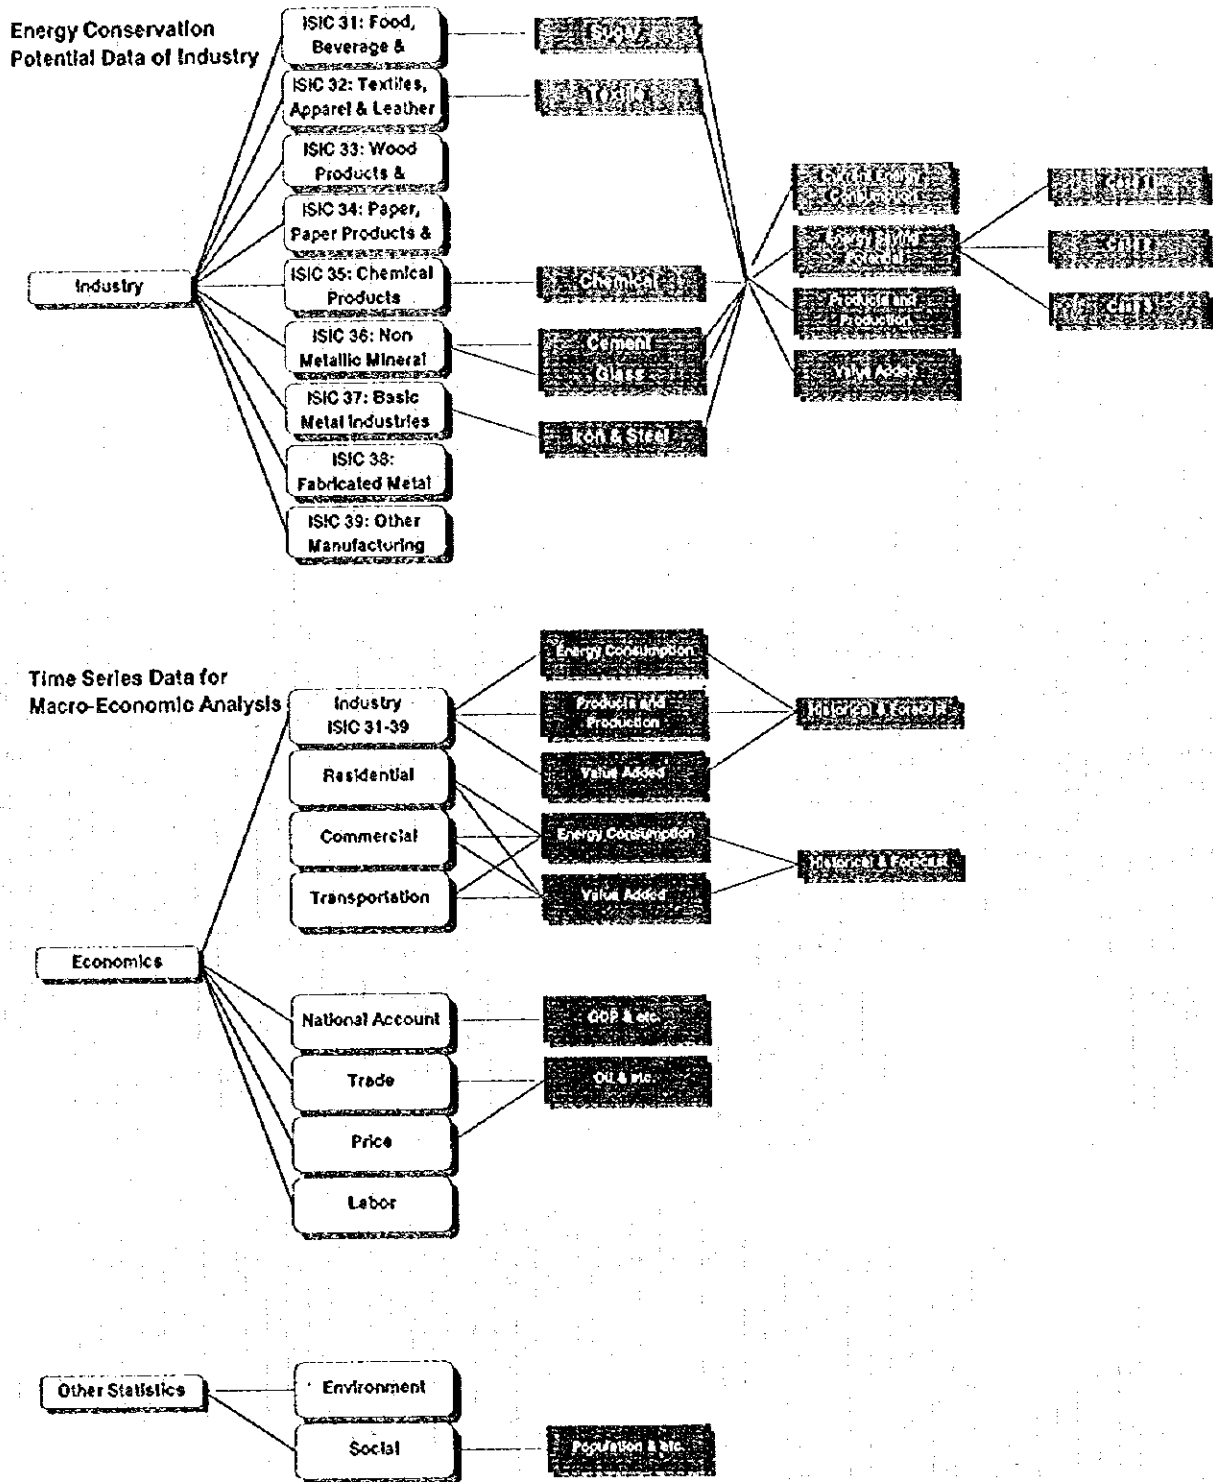 Energy Conservation
Potential Data of Industry
ISIC 31: Food,
Beverage &
ISIC 32: Textiles,
Apparel & Leather
Textile
ISIC 33: Wood
Products &
ISIC 34: Paper,
Paper Products &
Industry
ISIC 35: Chemical
Products
Chemical
ISIC 36: Non
Metallic Mineral
Cement
Glass
ISIC 37: Basic
Metal Industries
Iron & Steel
ISIC 38:
Fabricated Metal
ISIC 39: Other
Manufacturing
Energy
Consumption
Products and
Production
Value Added
Time Series Data for
Macro-Economic Analysis
Industry
ISIC 31-39
Residential
Commercial
Transportation
Energy Consumption
Products and
Production
Value Added
Historical & Forecast
Energy Consumption
Value Added
Historical & Forecast
Economics
National Account
GDP & etc.
Trade
Price
Labor
Other Statistics
Environment
Social
Population & etc.